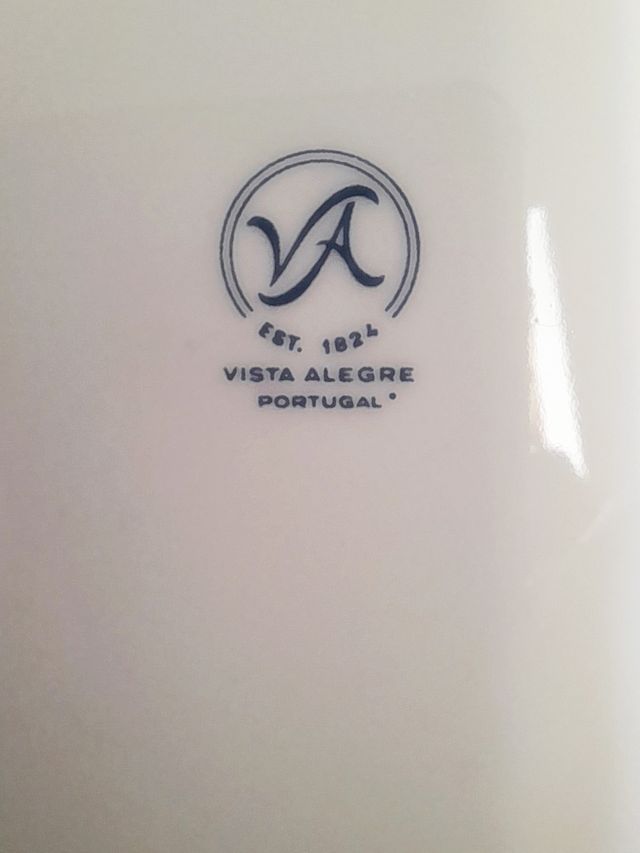 VA
EST. 1824
VISTA ALEGRE
PORTUGAL